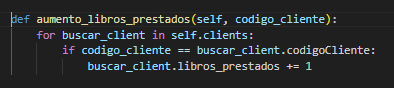 def aumento_libros_prestados(self, codigo_cliente):
for buscar_client in self.clients:
if codigo_cliente == buscar_client.codigoCliente:
buscar_client.libros_prestados += 1